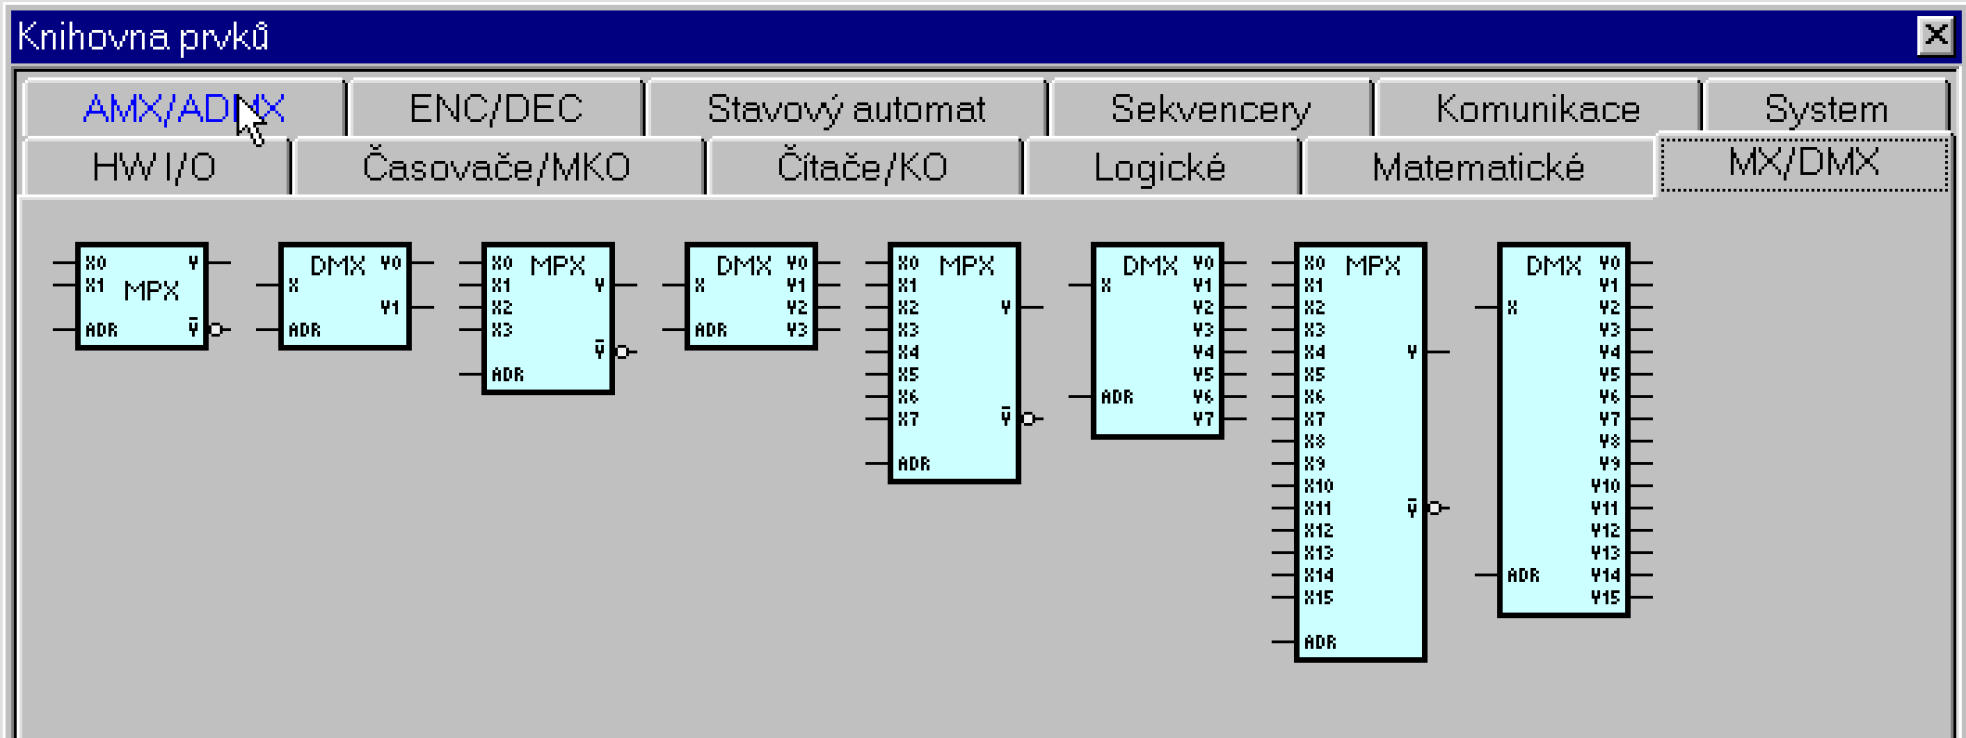 Knihovna prvků
AMX/ADMX ENC/DEC Stavový automat Sekvencery Komunikace System
HW I/O Časovače/MKO Čítače/KO Logické Matematické MX/DMX
X0 Y
X1 MPX
ADR Y̅
DMX Y0
X
Y1
ADR
X0 MPX
X1 Y
X2
X3
Y̅
ADR
DMX Y0
X Y1
Y2
ADR Y3
X0 MPX
X1
X2 Y
X3
X4
X5
X6
X7 Y̅
ADR
DMX Y0
X Y1
Y2
Y3
Y4
Y5
ADR Y6
Y7
X0 MPX
X1
X2
X3
X4 Y
X5
X6
X7
X8
X9
X10
X11 Y̅
X12
X13
X14
X15
ADR
DMX Y0
Y1
X Y2
Y3
Y4
Y5
Y6
Y7
Y8
Y9
Y10
Y11
Y12
Y13
ADR Y14
Y15